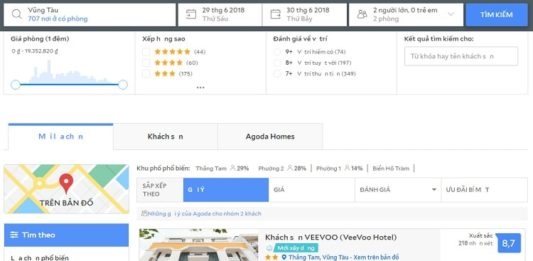 Vũng Tàu
707 nơi ở có phòng
29 thg 6 2018
Thứ Sáu
30 thg 6 2018
Thứ Bảy
2 người lớn, 0 trẻ em
2 phòng
TÌM KIẾM
Giá phòng (1 đêm)
0 - 19.352.820 ₫
Xếp hạng sao
(44)
(60)
(175)
Đánh giá về vị trí
9+ Vị trí hiếm có (74)
8+ Vị trí tuyệt vời (197)
7+ Vị trí thuận tiện (349)
Kết quả tìm kiếm cho:
Từ khóa hay tên khách sạn
Mọi lựa chọn
Khách sạn
Agoda Homes
TRÊN BẢN ĐỒ
Tìm theo
Lựa chọn phổ biến
Khu phố phổ biến: Thắng Tam 29% Phường 2 28% Phường 1 14% Biển Hồ Tràm
SẮP XẾP THEO
GỢI Ý
GIÁ
ĐÁNH GIÁ
ƯU ĐÃI BÍ MẬT
Những gợi ý của Agoda cho nhóm 2 khách
Khách sạn VEEVOO (VeeVoo Hotel)
Mới xây dựng
Thắng Tam, Vũng Tàu - Xem trên bản đồ
Xuất sắc
218 nhận xét
8,7